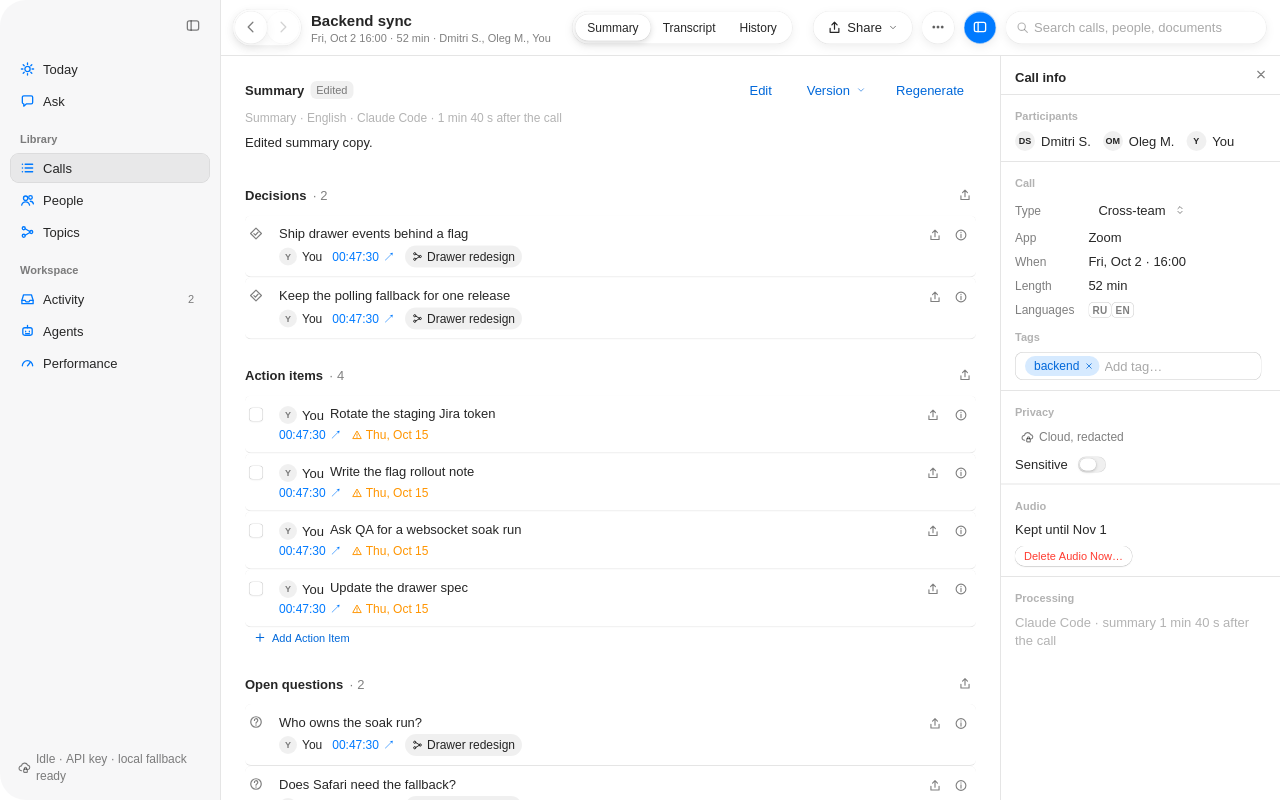 Today
Ask
Library
Calls
People
Topics
Workspace
Activity 2
Agents
Performance
Idle · API key · local fallback
ready
Backend sync
Fri, Oct 2 16:00 · 52 min · Dmitri S., Oleg M., You
Summary Transcript History
Share
Search calls, people, documents
Summary Edited
Edit Version Regenerate
Summary · English · Claude Code · 1 min 40 s after the call
Edited summary copy.
Decisions · 2
Ship drawer events behind a flag
Y You 00:47:30 Drawer redesign
Keep the polling fallback for one release
Y You 00:47:30 Drawer redesign
Action items · 4
Y You Rotate the staging Jira token
00:47:30 Thu, Oct 15
Y You Write the flag rollout note
00:47:30 Thu, Oct 15
Y You Ask QA for a websocket soak run
00:47:30 Thu, Oct 15
Y You Update the drawer spec
00:47:30 Thu, Oct 15
Add Action Item
Open questions · 2
Who owns the soak run?
Y You 00:47:30 Drawer redesign
Does Safari need the fallback?
Call info
Participants
DS Dmitri S. OM Oleg M. Y You
Call
Type Cross-team
App Zoom
When Fri, Oct 2 · 16:00
Length 52 min
Languages RU EN
Tags
backend Add tag…
Privacy
Cloud, redacted
Sensitive
Audio
Kept until Nov 1
Delete Audio Now…
Processing
Claude Code · summary 1 min 40 s after
the call